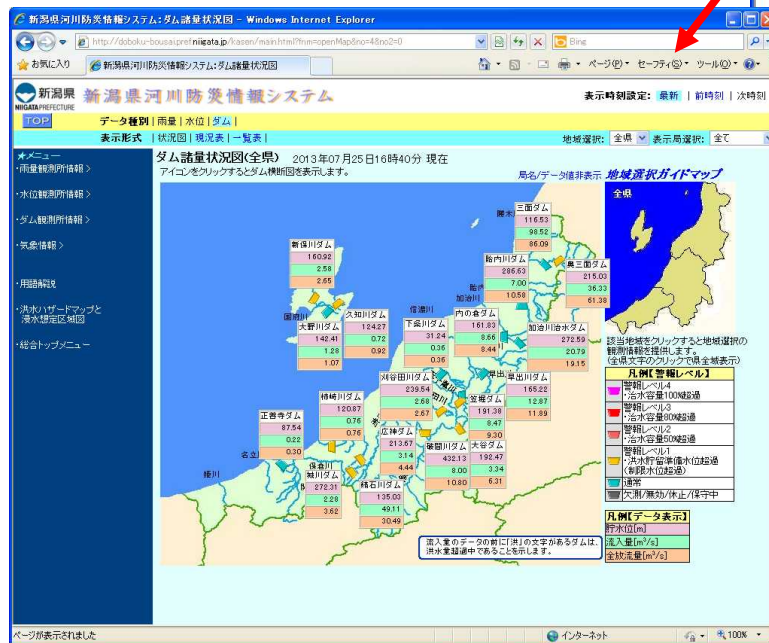 新潟県河川防災情報システム:ダム諸量状況図 - Windows Internet Explorer
http://doboku-bousai.pref.niigata.jp/kasen/main.html?fnm=openMap&no=4&no2=0
Bing
お気に入り
新潟県河川防災情報システム:ダム諸量状況図
ページ(P)
セーフティ(S)
ツール(O)
新潟県
NIIGATA PREFECTURE
新潟県河川防災情報システム
表示時刻設定: 最新 | 前時刻 | 次時刻
TOP
データ種別 | 雨量 | 水位 | ダム |
表示形式 | 状況図 | 現況表 | 一覧表 |
地域選択: 全県 表示局選択: 全て
★メニュー
・雨量観測所情報>
・水位観測所情報>
・ダム観測所情報>
・気象情報>
・用語解説
・洪水ハザードマップと
浸水想定区域図
・総合トップメニュー
ダム諸量状況図(全県) 2013年07月25日16時40分 現在
アイコンをクリックするとダム横断図を表示します。
局名/データ値非表示
地域選択ガイドマップ
全県
三面ダム
116.53
98.52
86.09
新保川ダム
160.92
2.58
2.65
胎内川ダム
286.63
7.00
10.58
奥三面ダム
215.03
36.33
61.38
大野川ダム
142.41
1.28
1.07
久知川ダム
124.27
0.72
0.92
下条川ダム
31.24
0.36
0.36
内の倉ダム
161.83
8.66
8.44
加治川治水ダム
272.59
20.79
19.15
刈谷田川ダム
239.54
2.68
2.67
早出川ダム
165.22
12.87
11.89
柿崎川ダム
120.87
0.76
0.76
笠堀ダム
191.38
8.47
9.30
正善寺ダム
87.54
0.22
0.30
広神ダム
213.67
3.14
4.44
破間川ダム
432.13
8.00
10.80
大谷ダム
192.47
3.34
6.31
城川ダム
272.31
2.28
3.62
鯖石川ダム
135.03
49.11
30.49
信濃川
加治川
国府川
保倉川
姫川
該当地域をクリックすると地域選択の
観測情報を提供します。
(全県文字のクリックで県全域表示)
凡例【警報レベル】
警報レベル4
・治水容量100%超過
警報レベル3
・治水容量80%超過
警報レベル2
・治水容量50%超過
警報レベル1
・洪水貯留準備水位超過
(制限水位超過)
通常
欠測/無効/休止/保守中
凡例【データ表示】
貯水位[m]
流入量[m³/s]
全放流量[m³/s]
流入量のデータの前に「洪」の文字があるダムは、
洪水量超過中であることを示します。
ページが表示されました
インターネット
100%